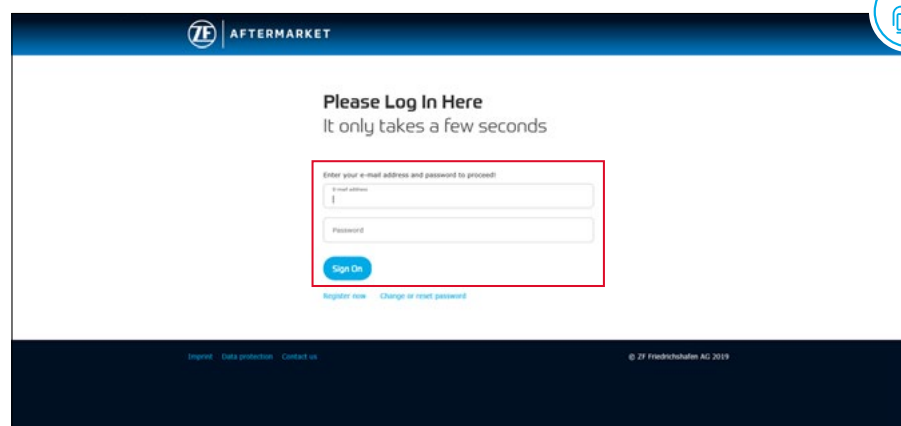 ZF AFTERMARKET
Please Log In Here
It only takes a few seconds
Enter your e-mail address and password to proceed!
E-mail address
Password
Sign On
Register now Change or reset password
Imprint Data protection Contact us © ZF Friedrichshafen AG 2019